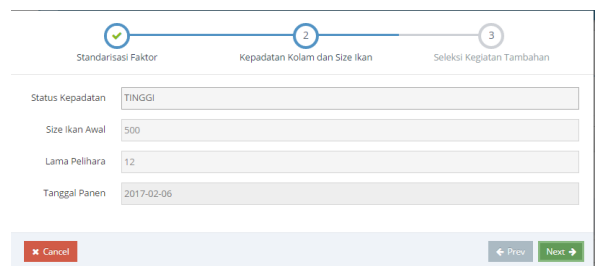 2 3
Standarisasi Faktor Kepadatan Kolam dan Size Ikan Seleksi Kegiatan Tambahan
Status Kepadatan TINGGI
Size Ikan Awal 500
Lama Pelihara 12
Tanggal Panen 2017-02-06
Cancel Prev Next